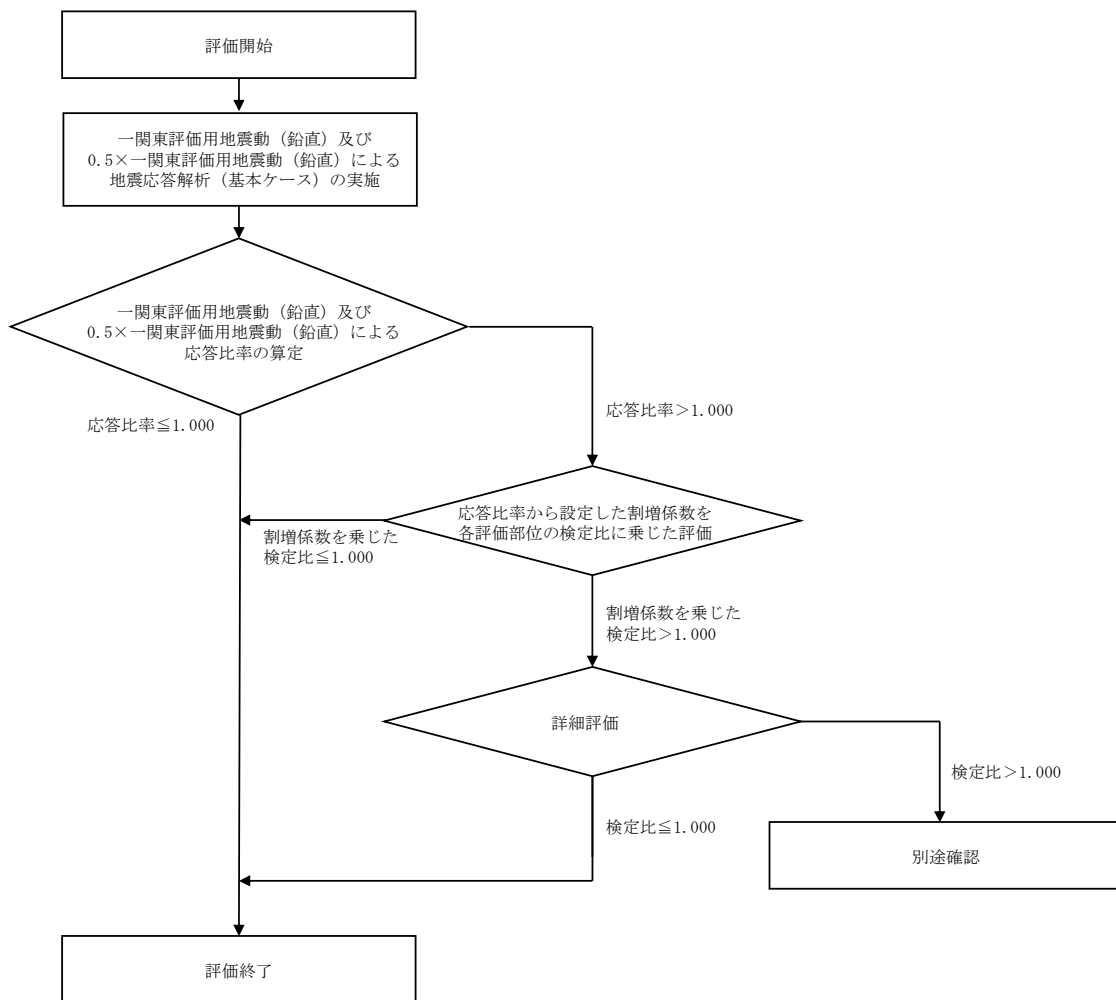 評価開始
一関東評価用地震動（鉛直）及び
0.5×一関東評価用地震動（鉛直）による
地震応答解析（基本ケース）の実施
一関東評価用地震動（鉛直）及び
0.5×一関東評価用地震動（鉛直）による
応答比率の算定
応答比率≦1.000
応答比率＞1.000
応答比率から設定した割増係数を
各評価部位の検定比に乗じた評価
割増係数を乗じた
検定比≦1.000
割増係数を乗じた
検定比＞1.000
詳細評価
検定比＞1.000
検定比≦1.000
別途確認
評価終了